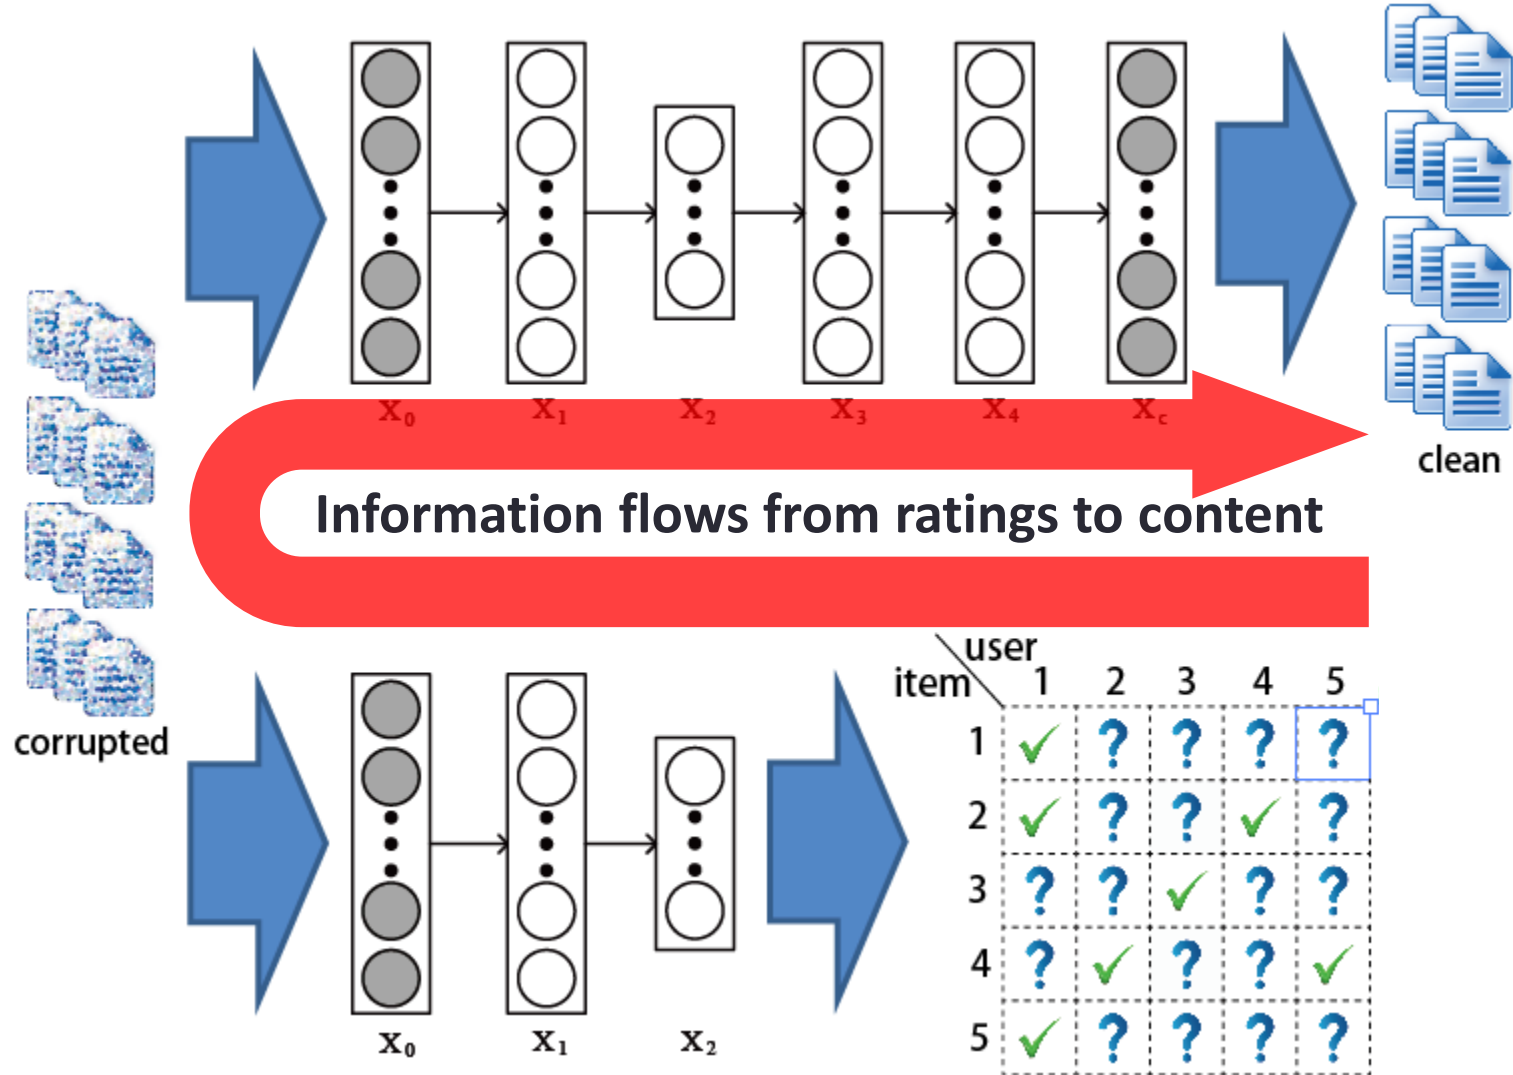 X0 X1 X2 X3 X4 Xc
clean
Information flows from ratings to content
corrupted
user
item 1 2 3 4 5
1 ✓ ? ? ? ?
2 ✓ ? ? ✓ ?
3 ? ? ✓ ? ?
4 ? ✓ ? ? ✓
5 ✓ ? ? ? ?
X0 X1 X2